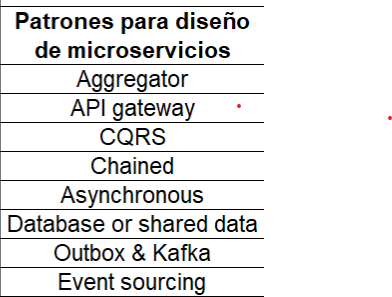 Patrones para diseño
de microservicios
Aggregator
API gateway
CQRS
Chained
Asynchronous
Database or shared data
Outbox & Kafka
Event sourcing